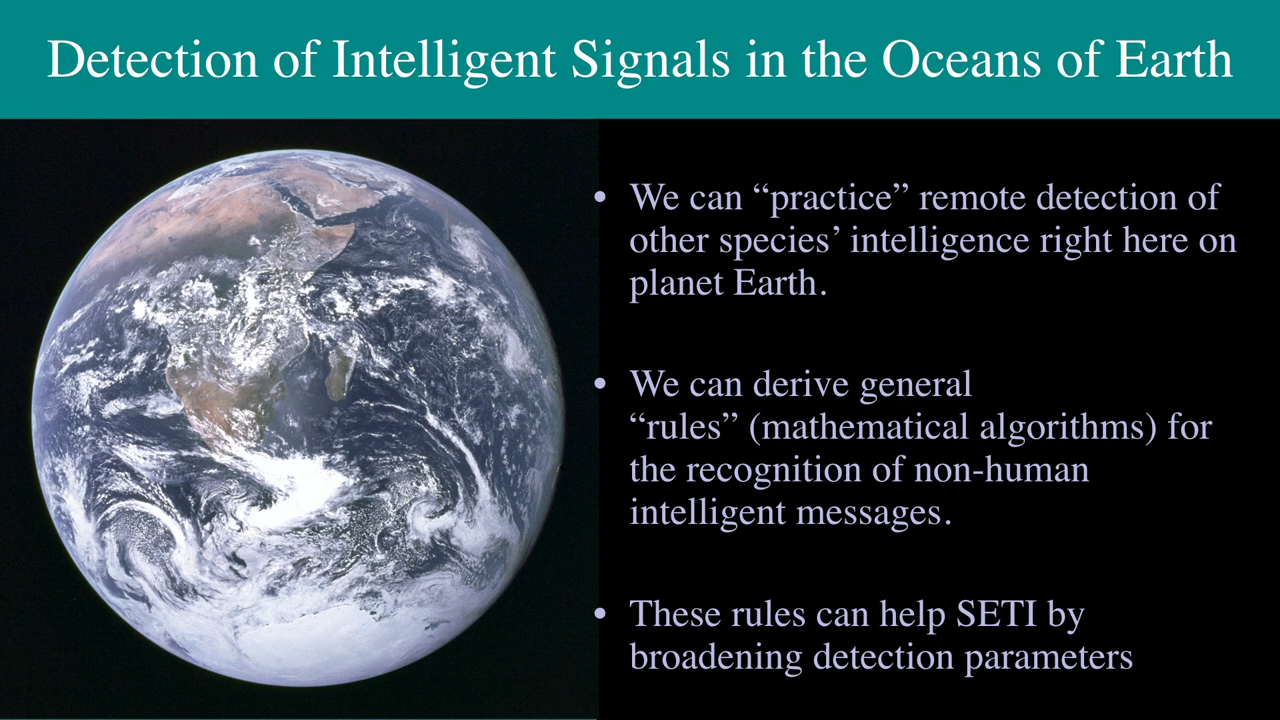 Detection of Intelligent Signals in the Oceans of Earth
• We can “practice” remote detection of
other species’ intelligence right here on
planet Earth.
• We can derive general
“rules” (mathematical algorithms) for
the recognition of non-human
intelligent messages.
• These rules can help SETI by
broadening detection parameters